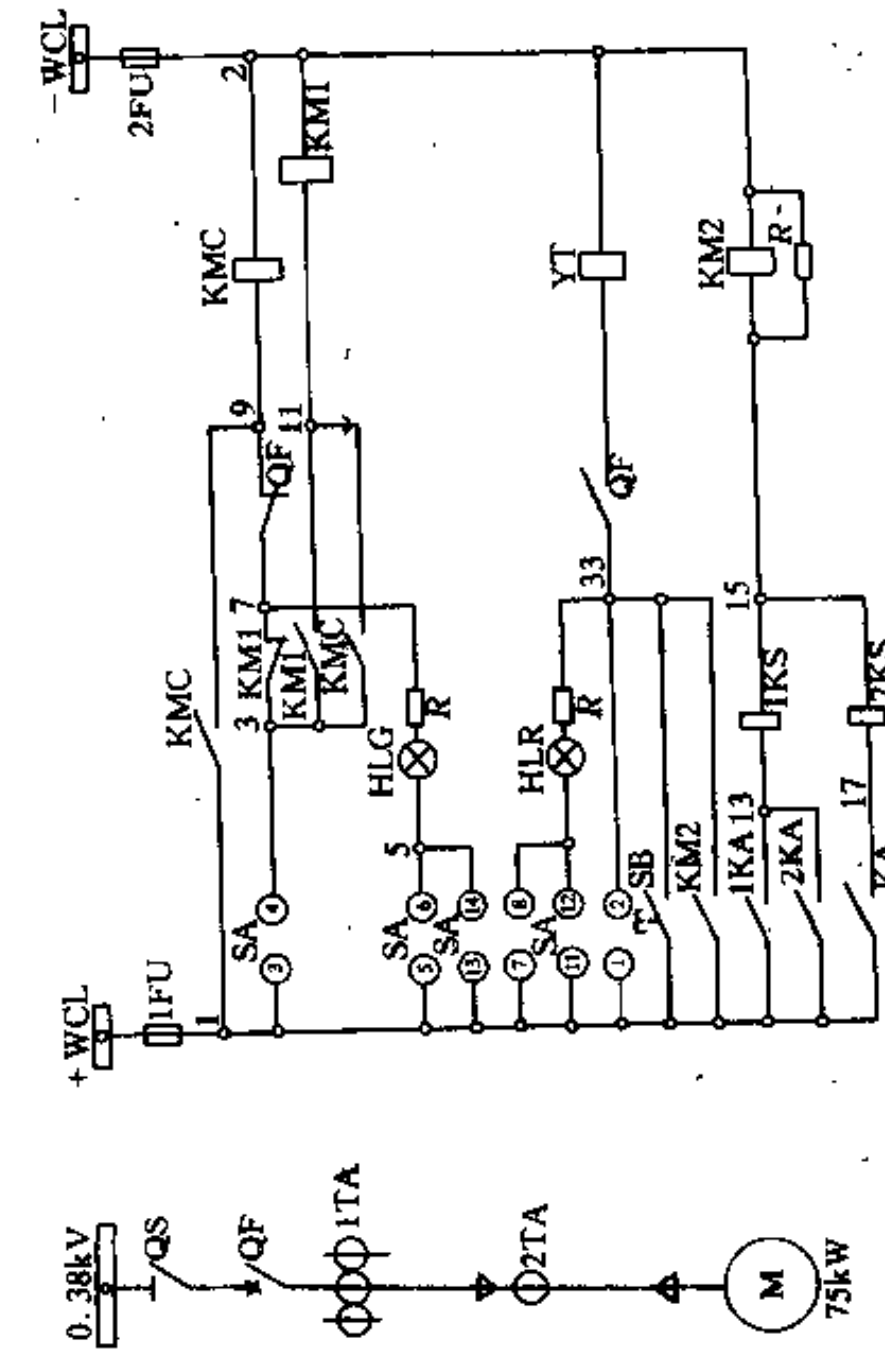 -WCL
2FU
2
KM1
KMC
9
QF
11
7
KM1
KM1
KMC
3
KMC
SA
3
4
1
1FU
+WCL
HLG
R
5
SA
5
6
SA
13
14
YT
QF
33
HLR
R
7
8
SA
11
12
1
2
SB
KM2
KM2
R
15
1KS
1KA
13
2KA
2KS
17
KA
0.38kV
QS
QF
1TA
2TA
M
75kW